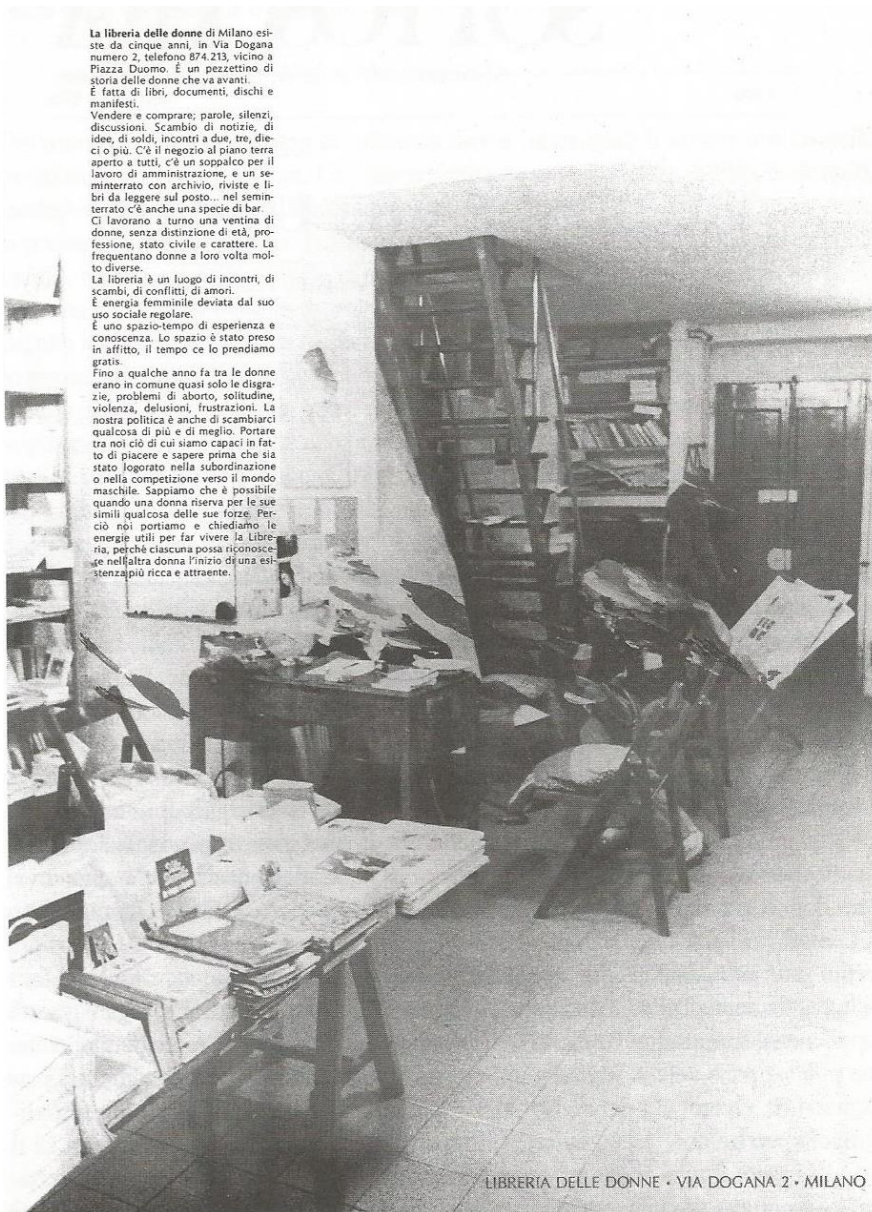 La libreria delle donne di Milano esi-
ste da cinque anni, in Via Dogana
numero 2, telefono 874.213, vicino a
Piazza Duomo. É un pezzettino di
storia delle donne che va avanti.
É fatta di libri, documenti, dischi e
manifesti.
Vendere e comprare; parole, silenzi,
discussioni. Scambio di notizie, di
idee, di soldi, incontri a due, tre, die-
ci o più. C'è il negozio al piano terra
aperto a tutti, c'è un soppalco per il
lavoro di amministrazione, e un se-
minterrato con archivio, riviste e li-
bri da leggere sul posto... nel semin-
terrato c'è anche una specie di bar.
Ci lavorano a turno una ventina di
donne, senza distinzione di età, pro-
fessione, stato civile e carattere. La
frequentano donne a loro volta mol-
to diverse.
La libreria è un luogo di incontri, di
scambi, di conflitti, di amori.
É energia femminile deviata dal suo
uso sociale regolare.
É uno spazio-tempo di esperienza e
conoscenza. Lo spazio è stato preso
in affitto, il tempo ce lo prendiamo
gratis.
Fino a qualche anno fa tra le donne
erano in comune quasi solo le disgra-
zie, problemi di aborto, solitudine,
violenza, delusioni, frustrazioni. La
nostra politica è anche di scambiarci
qualcosa di più e di meglio. Portare
tra noi ciò di cui siamo capaci in fat-
to di piacere e sapere prima che sia
stato logorato nella subordinazione
o nella competizione verso il mondo
maschile. Sappiamo che è possibile
quando una donna riserva per le sue
simili qualcosa delle sue forze. Per-
ciò noi portiamo e chiediamo le
energie utili per far vivere la Libre-
ria, perchè ciascuna possa riconosce-
re nell'altra donna l'inizio di una esi-
stenza più ricca e attraente.
LIBRERIA DELLE DONNE • VIA DOGANA 2 • MILANO